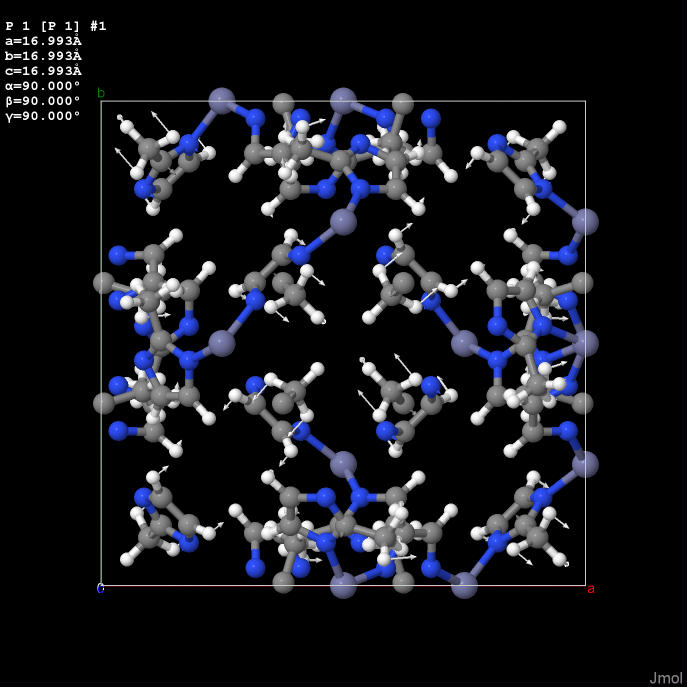 P 1 [P 1] #1
a=16.993Å
b=16.993Å
c=16.993Å
α=90.000°
β=90.000°
γ=90.000°
b
a
Jmol